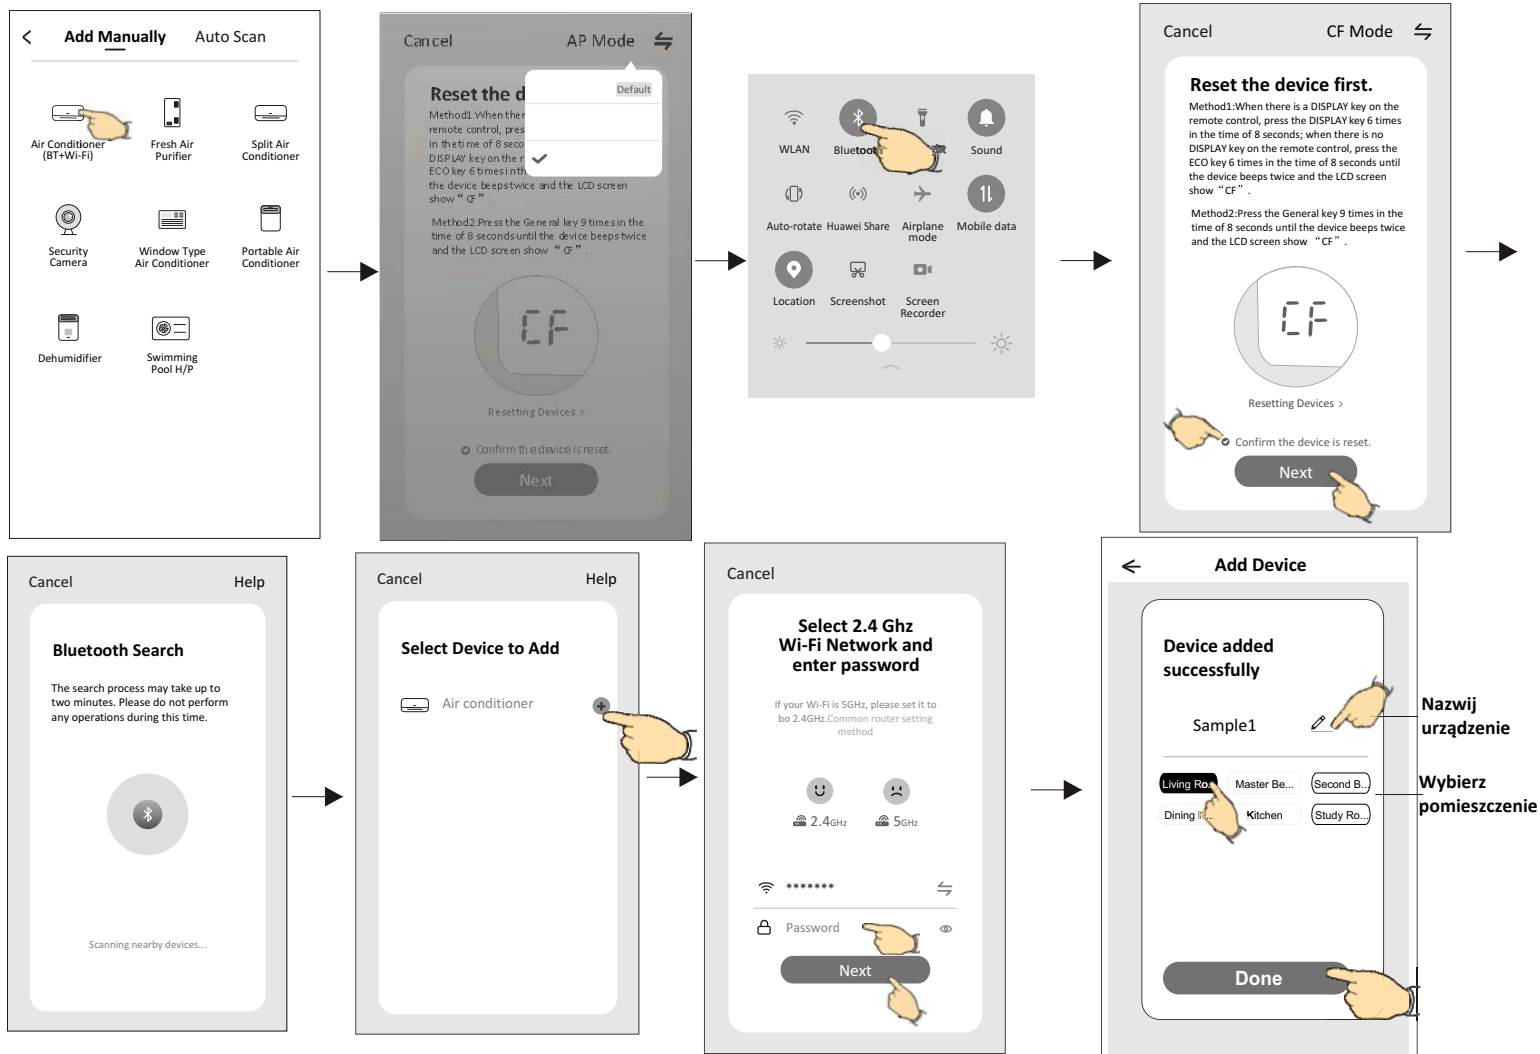 Add Manually Auto Scan
Air Conditioner
(BT+Wi-Fi)
Fresh Air
Purifier
Split Air
Conditioner
Security
Camera
Window Type
Air Conditioner
Portable Air
Conditioner
Dehumidifier
Swimming
Pool H/P
Cancel AP Mode
Default
Reset the d
Method1:When ther
remote control, pres
in the time of 8 seco
DISPLAY key on the r
ECO key 6 times in th
the device beeps twice and the LCD screen
show “CF”.
Method2:Press the General key 9 times in the
time of 8 seconds until the device beeps twice
and the LCD screen show “CF”.
CF
Resetting Devices >
Confirm the device is reset.
Next
WLAN
Bluetooth
Sound
Auto-rotate
Huawei Share
Airplane
mode
Mobile data
Location
Screenshot
Screen
Recorder
Cancel CF Mode
Reset the device first.
Method1:When there is a DISPLAY key on the
remote control, press the DISPLAY key 6 times
in the time of 8 seconds; when there is no
DISPLAY key on the remote control, press the
ECO key 6 times in the time of 8 seconds until
the device beeps twice and the LCD screen
show “CF”.
Method2:Press the General key 9 times in the
time of 8 seconds until the device beeps twice
and the LCD screen show “CF”.
CF
Resetting Devices >
Confirm the device is reset.
Next
Cancel Help
Bluetooth Search
The search process may take up to
two minutes. Please do not perform
any operations during this time.
Scanning nearby devices...
Cancel Help
Select Device to Add
Air conditioner
Cancel
Select 2.4 Ghz
Wi-Fi Network and
enter password
If your Wi-Fi is 5GHz, please set it to
bo 2.4GHz.Common router setting
method
2.4GHz 5GHz
*******
Password
Next
Add Device
Device added
successfully
Sample1
Living Ro... Master Be... Second B...
Dining R... Kitchen Study Ro...
Done
Nazwij
urządzenie
Wybierz
pomieszczenie